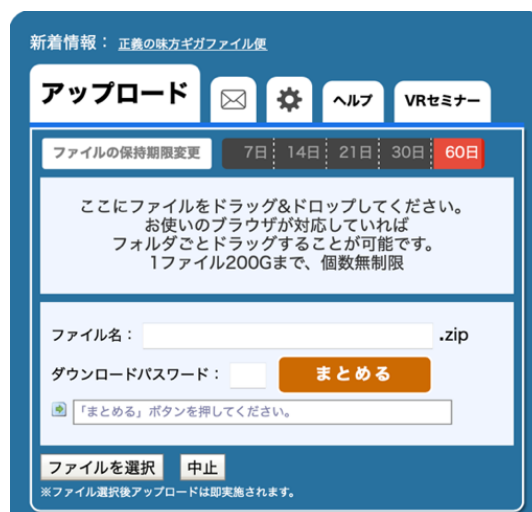 新着情報： 正義の味方ギガファイル便
アップロード ヘルプ VRセミナー
ファイルの保持期限変更 7日 14日 21日 30日 60日
ここにファイルをドラッグ&ドロップしてください。
お使いのブラウザが対応していれば
フォルダごとドラッグすることが可能です。
1ファイル200Gまで、個数無制限
ファイル名： .zip
ダウンロードパスワード： まとめる
「まとめる」ボタンを押してください。
ファイルを選択 中止
※ファイル選択後アップロードは即実施されます。